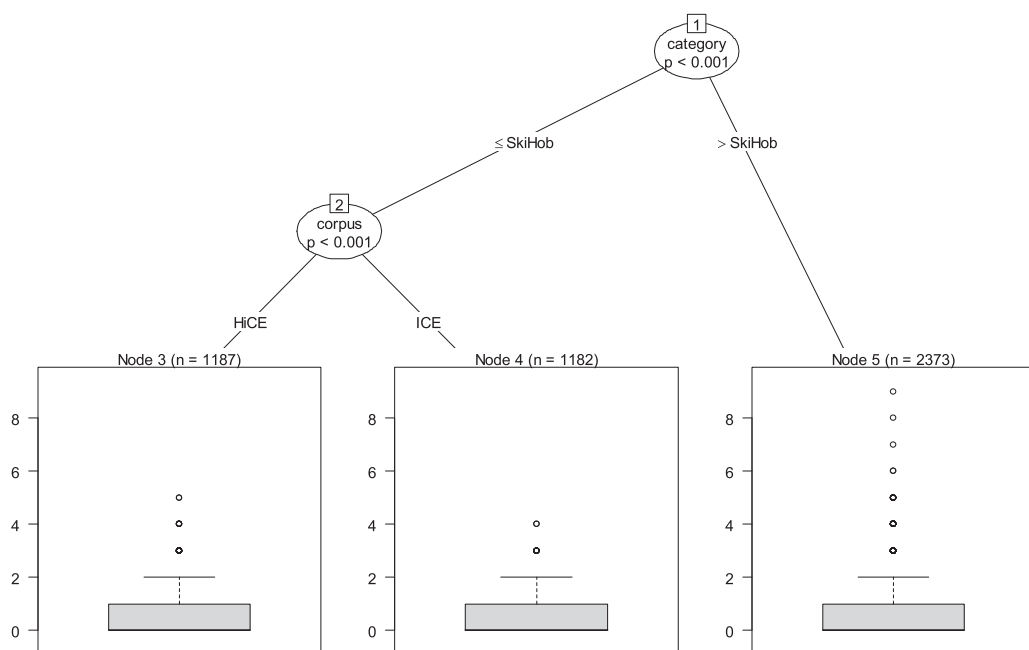 1
category
p < 0.001
≤ SkiHob
> SkiHob
2
corpus
p < 0.001
HiCE
ICE
Node 3 (n = 1187)
Node 4 (n = 1182)
Node 5 (n = 2373)
8
6
4
2
0
8
6
4
2
0
8
6
4
2
0